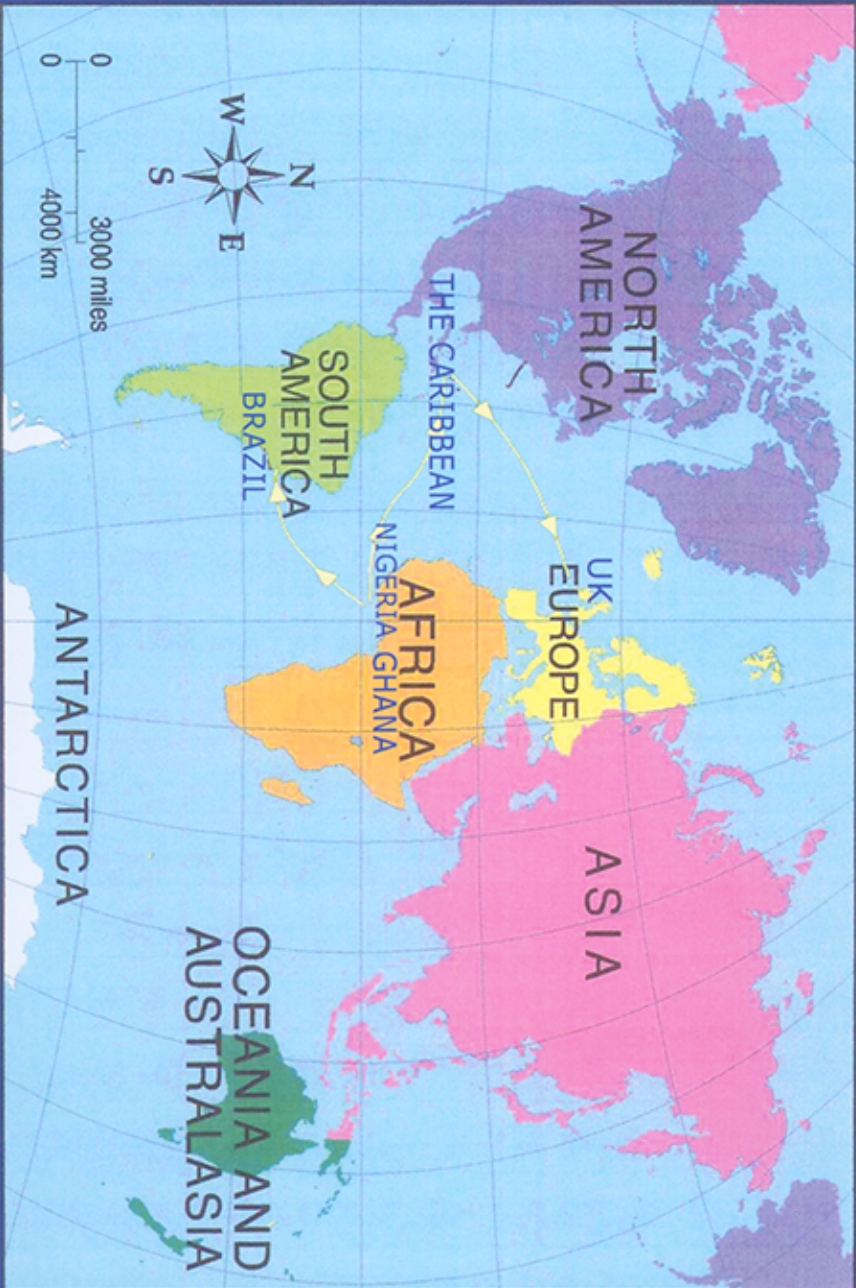 NORTH
AMERICA
UK
EUROPE
ASIA
THE CARIBBEAN
AFRICA
NIGERIA GHANA
SOUTH
AMERICA
BRAZIL
N
W
E
S
OCEANIA AND
AUSTRALASIA
0 3000 miles
0 4000 km
ANTARCTICA